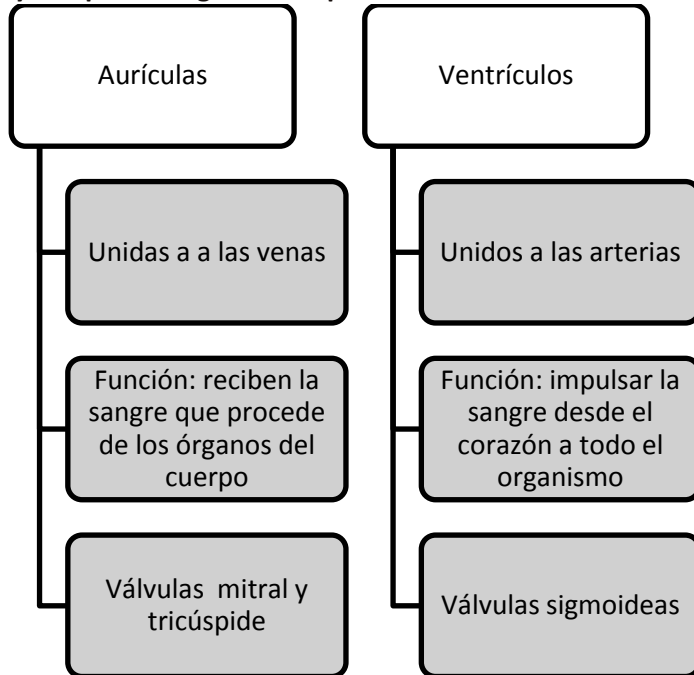 Aurículas
Unidas a a las venas
Función: reciben la
sangre que procede
de los órganos del
cuerpo
Válvulas mitral y
tricúspide
Ventrículos
Unidos a las arterias
Función: impulsar la
sangre desde el
corazón a todo el
organismo
Válvulas sigmoideas